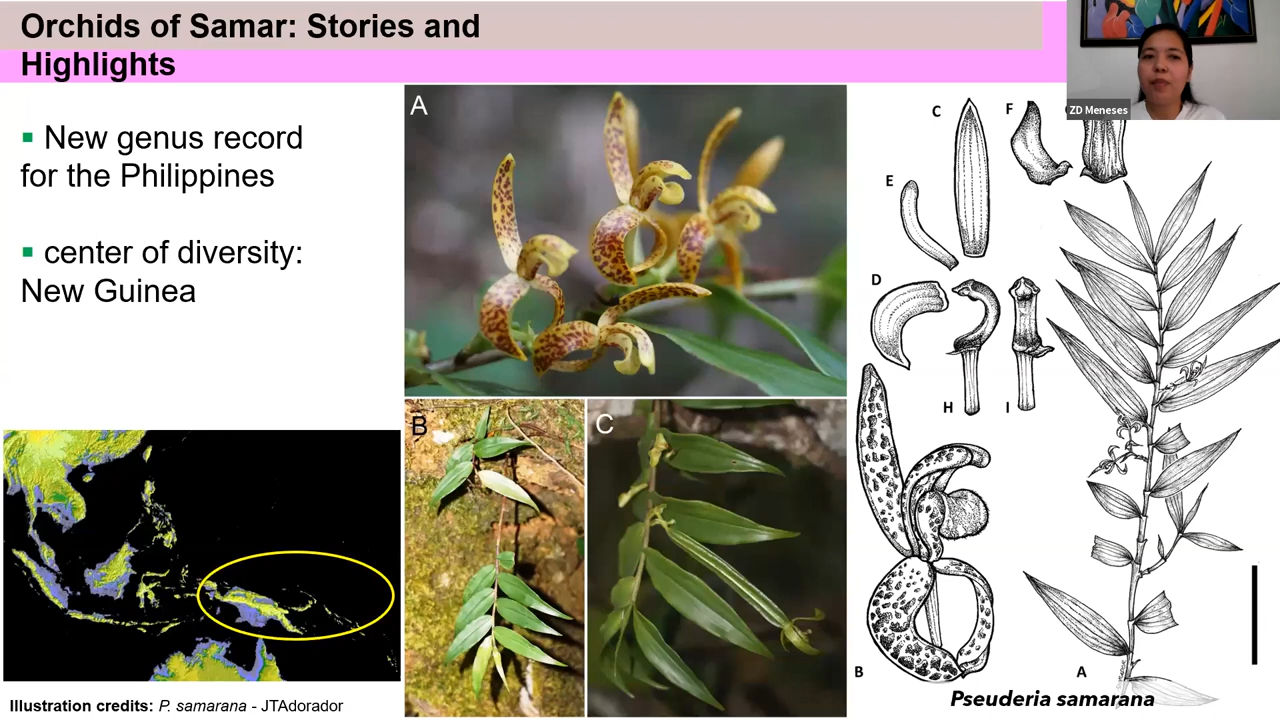 Orchids of Samar: Stories and
Highlights
ZD Meneses
▪ New genus record
for the Philippines
▪ center of diversity:
New Guinea
A
B
C
C
F
E
D
H
I
B
A
Pseuderia samarana
Illustration credits: P. samarana - JTAdorador